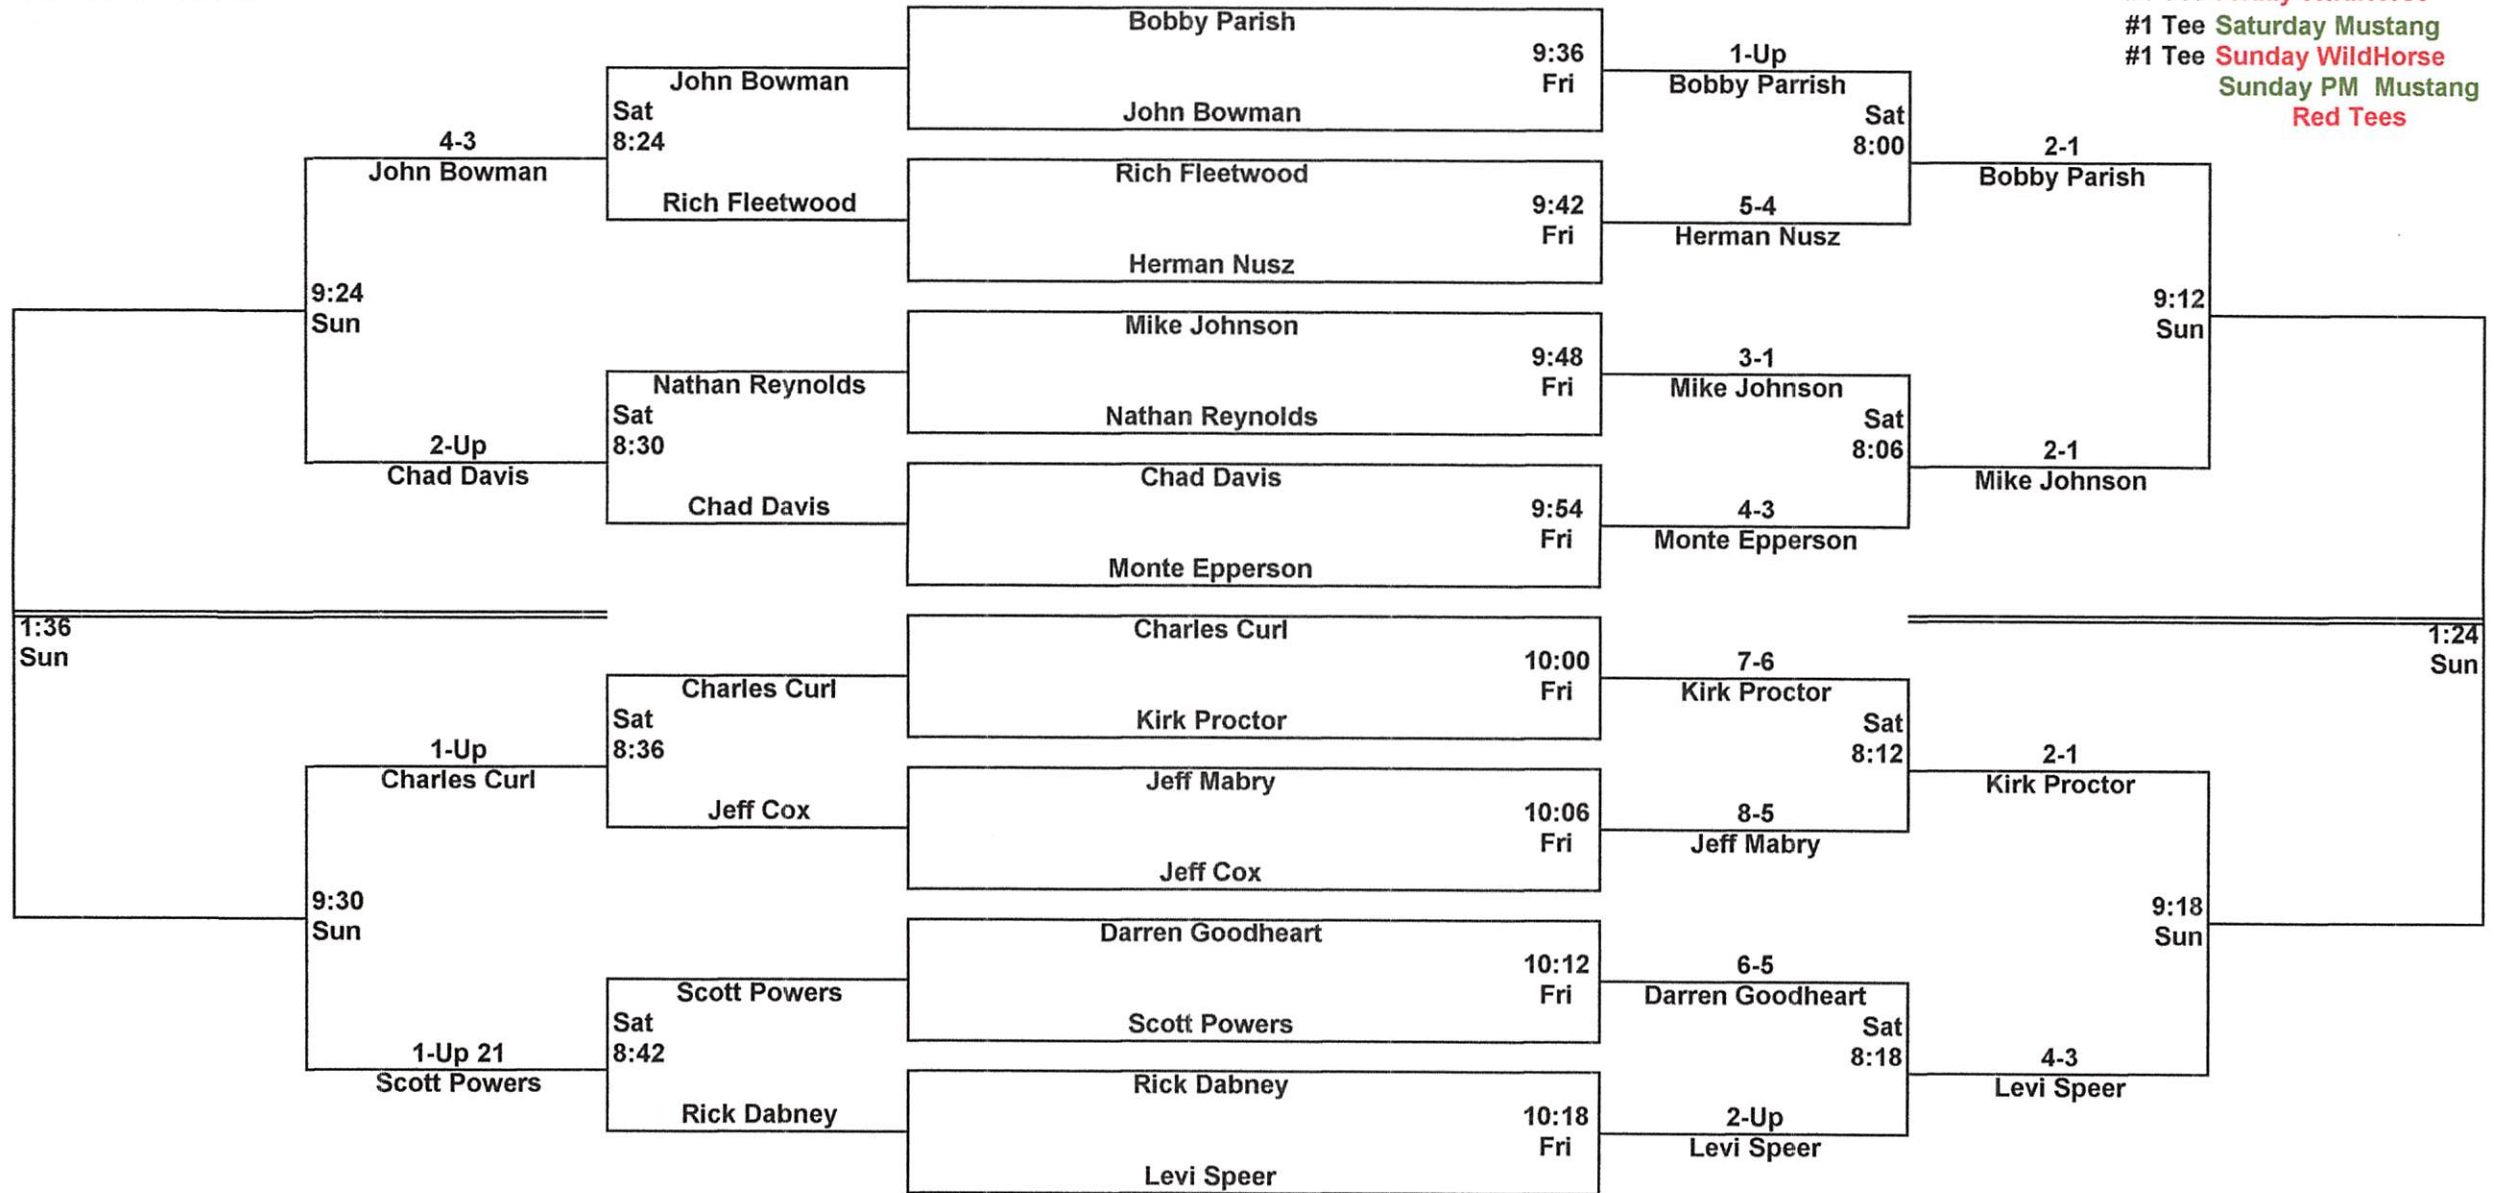 #1 Tee
#1 Tee Saturday Mustang
#1 Tee Sunday WildHorse
Sunday PM Mustang
Red Tees
Bobby Parish
9:36
Fri
John Bowman
Rich Fleetwood
9:42
Fri
Herman Nusz
Mike Johnson
9:48
Fri
Nathan Reynolds
Chad Davis
9:54
Fri
Monte Epperson
Charles Curl
10:00
Fri
Kirk Proctor
Jeff Mabry
10:06
Fri
Jeff Cox
Darren Goodheart
10:12
Fri
Scott Powers
Rick Dabney
10:18
Fri
Levi Speer
John Bowman
Sat
8:24
Rich Fleetwood
Nathan Reynolds
Sat
8:30
Chad Davis
Charles Curl
Sat
8:36
Jeff Cox
Scott Powers
Sat
8:42
Rick Dabney
4-3
John Bowman
9:24
Sun
2-Up
Chad Davis
1-Up
Charles Curl
9:30
Sun
1-Up 21
Scott Powers
1:36
Sun
1-Up
Bobby Parrish
Sat
8:00
5-4
Herman Nusz
3-1
Mike Johnson
Sat
8:06
4-3
Monte Epperson
7-6
Kirk Proctor
Sat
8:12
8-5
Jeff Mabry
6-5
Darren Goodheart
Sat
8:18
2-Up
Levi Speer
2-1
Bobby Parish
9:12
Sun
2-1
Mike Johnson
2-1
Kirk Proctor
9:18
Sun
4-3
Levi Speer
1:24
Sun